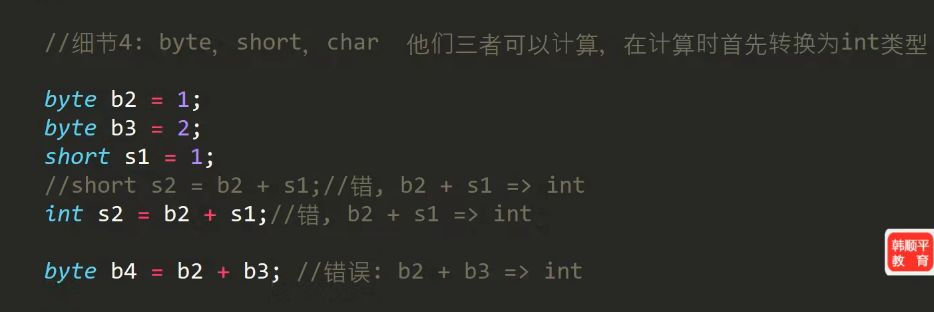 //细节4: byte, short, char 他们三者可以计算, 在计算时首先转换为int类型
byte b2 = 1;
byte b3 = 2;
short s1 = 1;
//short s2 = b2 + s1;//错, b2 + s1 => int
int s2 = b2 + s1;//错, b2 + s1 => int
byte b4 = b2 + b3; //错误: b2 + b3 => int
韩顺平
教育